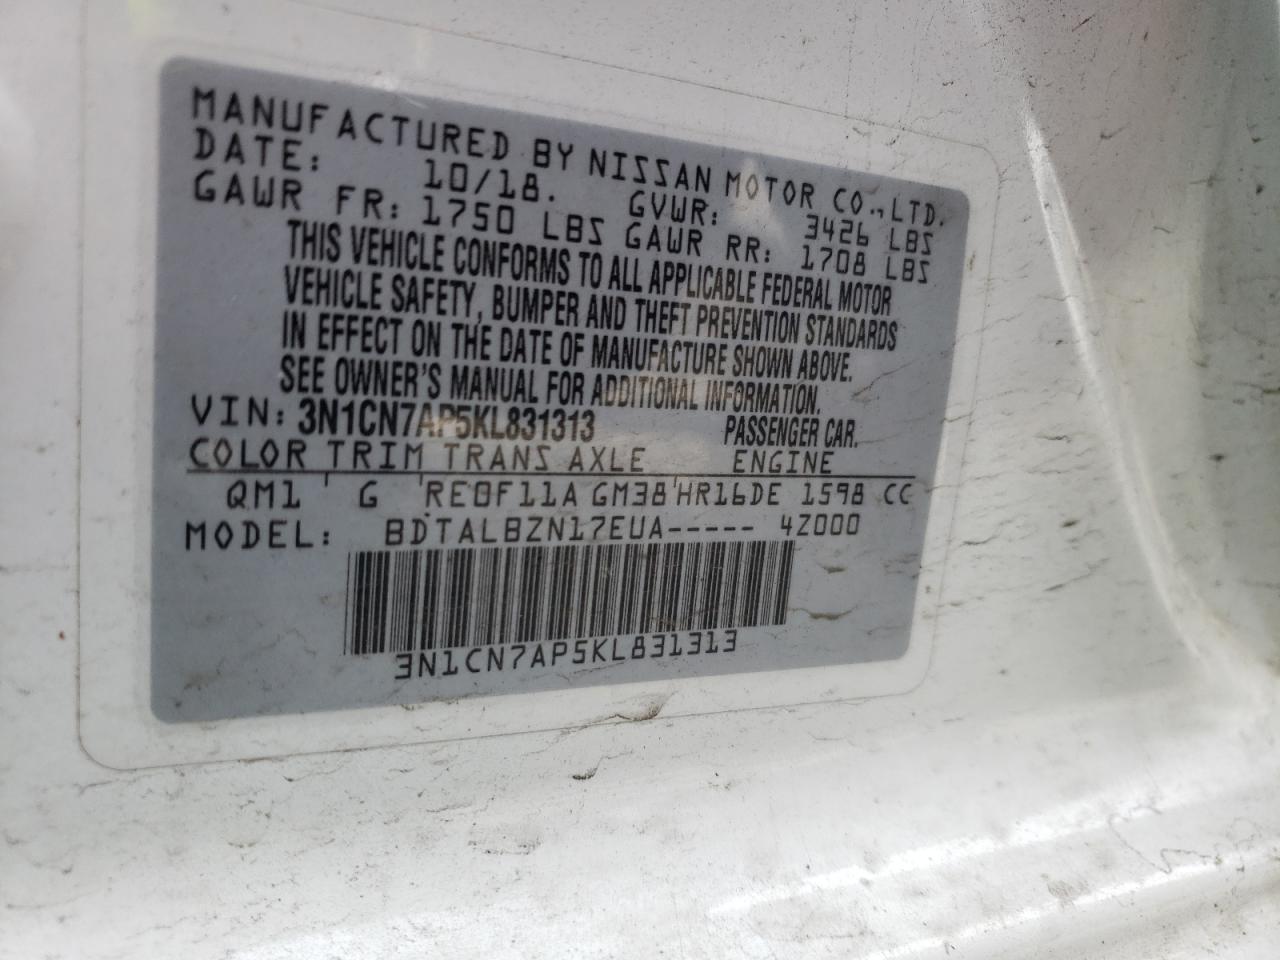 MANUFACTURED BY NISSAN MOTOR CO.,LTD.
DATE: 10/18. GVWR: 3426 LBS
GAWR FR: 1750 LBS GAWR RR: 1708 LBS
THIS VEHICLE CONFORMS TO ALL APPLICABLE FEDERAL MOTOR
VEHICLE SAFETY, BUMPER AND THEFT PREVENTION STANDARDS
IN EFFECT ON THE DATE OF MANUFACTURE SHOWN ABOVE.
SEE OWNER'S MANUAL FOR ADDITIONAL INFORMATION.
VIN: 3N1CN7AP5KL831313 PASSENGER CAR.
COLOR TRIM TRANS AXLE ENGINE
QM1 ' G ' RE0F11A GM38 ' HR16DE 1598 CC
MODEL: BDTALBZN17EUA----- 4Z000
3N1CN7AP5KL831313